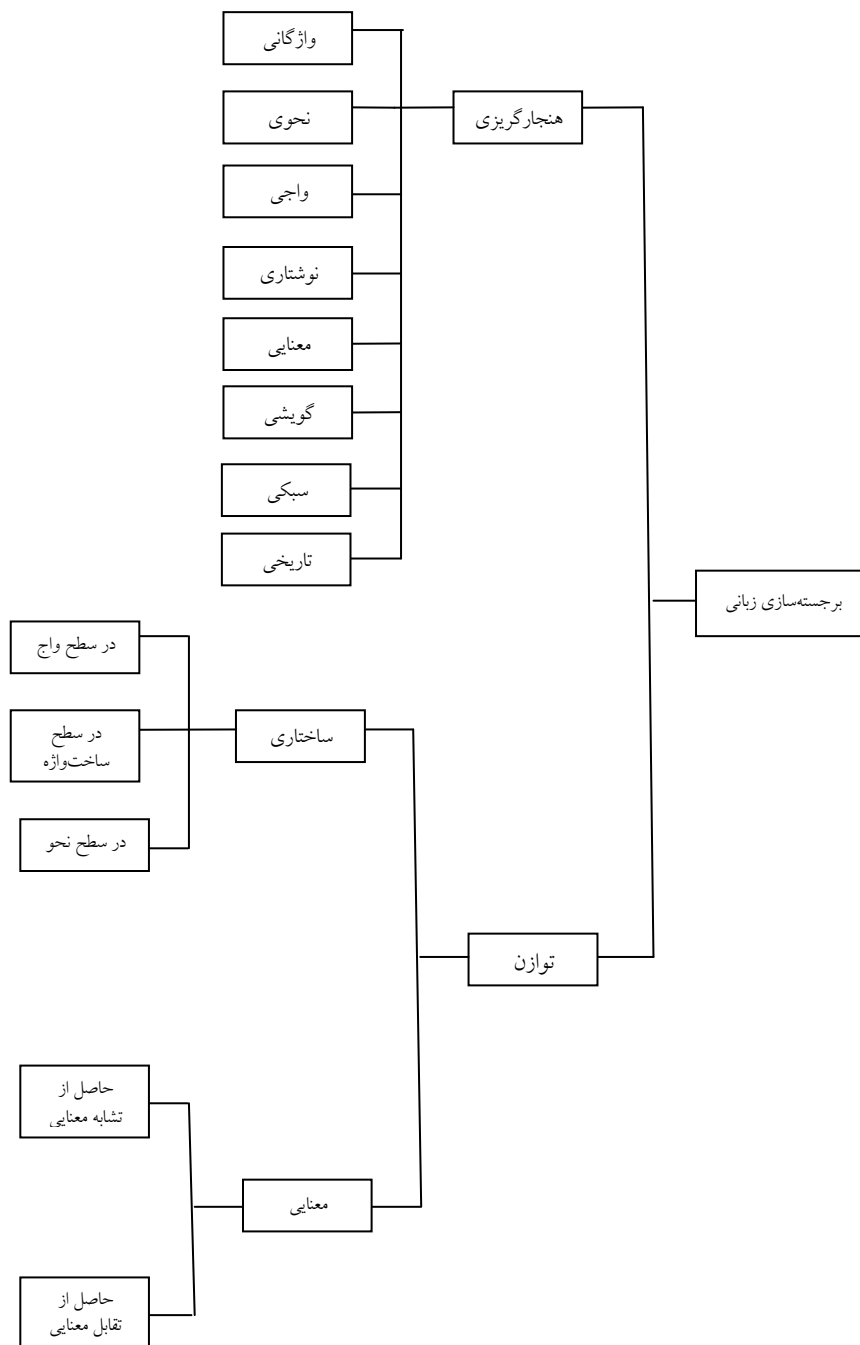 واژگانی
نحوی
هنجارگریزی
واجی
نوشتاری
معنایی
گویشی
سبکی
تاریخی
برجسته‌سازی زبانی
در سطح واج
ساختاری
در سطح
ساخت‌واژه
در سطح نحو
توازن
حاصل از
تشابه معنایی
معنایی
حاصل از
تقابل معنایی